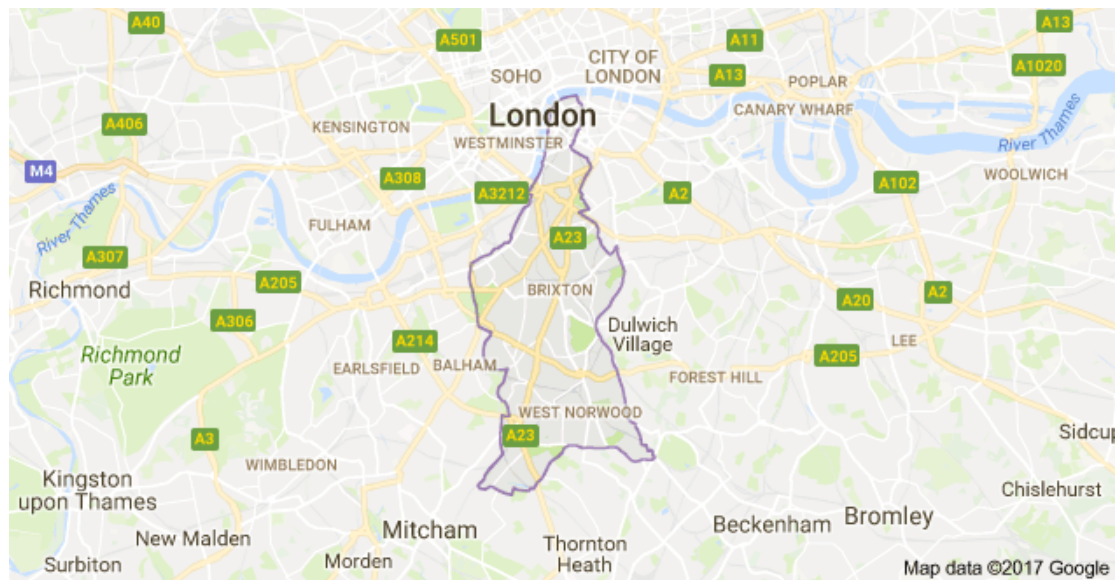 A40
A501
A11
A13
SOHO
CITY OF
LONDON
A13
A1020
POPLAR
London
CANARY WHARF
A406
KENSINGTON
WESTMINSTER
River Thames
M4
A308
A3212
A2
A102
WOOLWICH
River Thames
FULHAM
A23
A307
Richmond
A205
BRIXTON
A20
A2
A306
Dulwich
Village
A214
LEE
Richmond
Park
EARLSFIELD
BALHAM
FOREST HILL
A205
WEST NORWOOD
A3
A23
Sidcup
WIMBLEDON
Kingston
upon Thames
Chislehurst
New Malden
Mitcham
Beckenham
Bromley
Surbiton
Morden
Thornton
Heath
Map data ©2017 Google